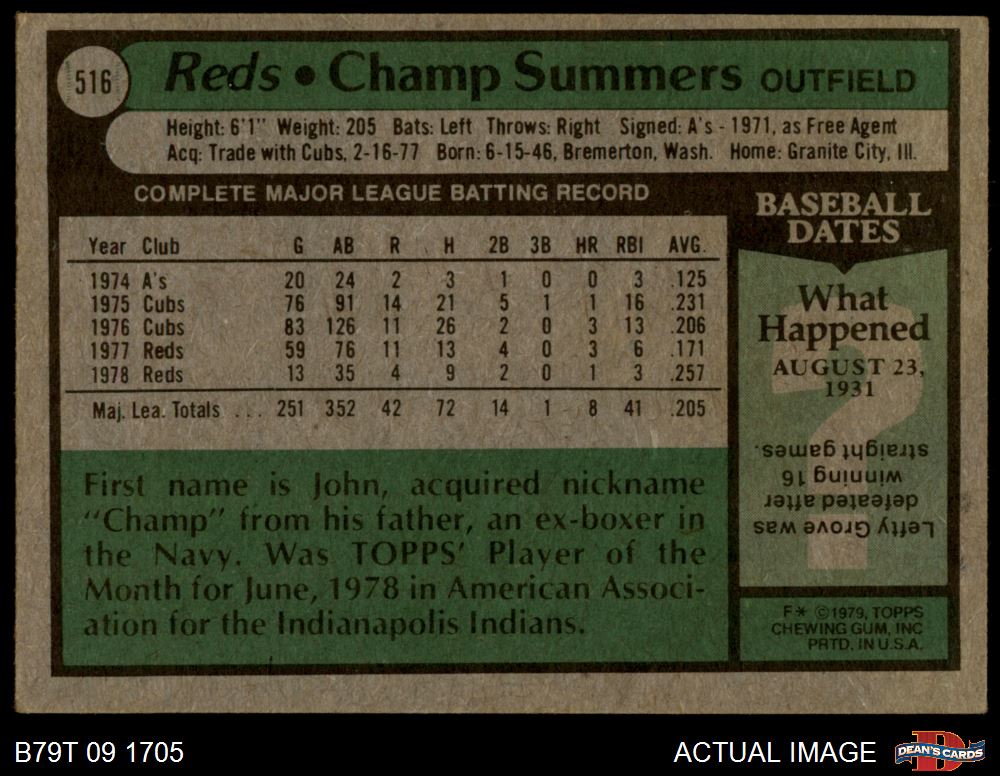 516
Reds • Champ Summers OUTFIELD
Height: 6'1" Weight: 205 Bats: Left Throws: Right Signed: A's - 1971, as Free Agent
Acq: Trade with Cubs, 2-16-77 Born: 6-15-46, Bremerton, Wash. Home: Granite City, Ill.
COMPLETE MAJOR LEAGUE BATTING RECORD
Year Club G AB R H 2B 3B HR RBI AVG.
1974 A's 20 24 2 3 1 0 0 3 .125
1975 Cubs 76 91 14 21 5 1 1 16 .231
1976 Cubs 83 126 11 26 2 0 3 13 .206
1977 Reds 59 76 11 13 4 0 3 6 .171
1978 Reds 13 35 4 9 2 0 1 3 .257
Maj. Lea. Totals ... 251 352 42 72 14 1 8 41 .205
First name is John, acquired nickname
"Champ" from his father, an ex-boxer in
the Navy. Was TOPPS' Player of the
Month for June, 1978 in American Associ-
ation for the Indianapolis Indians.
BASEBALL
DATES
What
Happened
AUGUST 23,
1931
?
Lefty Grove was
defeated after
winning 16
straight games.
F* ©1979, TOPPS
CHEWING GUM, INC
PRTD. IN U.S.A.
B79T 09 1705
ACTUAL IMAGE
DEAN'S CARDS